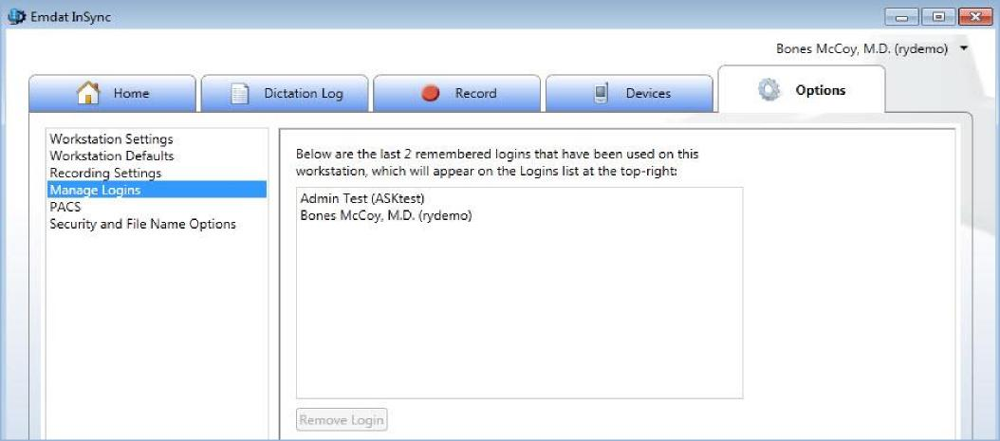 Emdat InSync
Bones McCoy, M.D. (rydemo)
Home
Dictation Log
Record
Devices
Options
Workstation Settings
Workstation Defaults
Recording Settings
Manage Logins
PACS
Security and File Name Options
Below are the last 2 remembered logins that have been used on this
workstation, which will appear on the Logins list at the top-right:
Admin Test (ASKtest)
Bones McCoy, M.D. (rydemo)
Remove Login